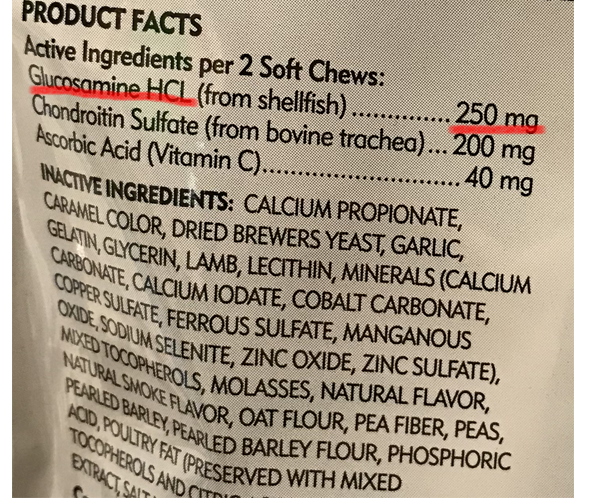 PRODUCT FACTS
Active Ingredients per 2 Soft Chews:
Glucosamine HCL (from shellfish) ............... 250 mg
Chondroitin Sulfate (from bovine trachea)... 200 mg
Ascorbic Acid (Vitamin C)................................... 40 mg
INACTIVE INGREDIENTS: CALCIUM PROPIONATE,
CARAMEL COLOR, DRIED BREWERS YEAST, GARLIC,
GELATIN, GLYCERIN, LAMB, LECITHIN, MINERALS (CALCIUM
CARBONATE, CALCIUM IODATE, COBALT CARBONATE,
COPPER SULFATE, FERROUS SULFATE, MANGANOUS
OXIDE, SODIUM SELENITE, ZINC OXIDE, ZINC SULFATE),
MIXED TOCOPHEROLS, MOLASSES, NATURAL FLAVOR,
NATURAL SMOKE FLAVOR, OAT FLOUR, PEA FIBER, PEAS,
PEARLED BARLEY, PEARLED BARLEY FLOUR, PHOSPHORIC
ACID, POULTRY FAT (PRESERVED WITH MIXED
TOCOPHEROLS AND CITRIC
EXTRACT, SALT